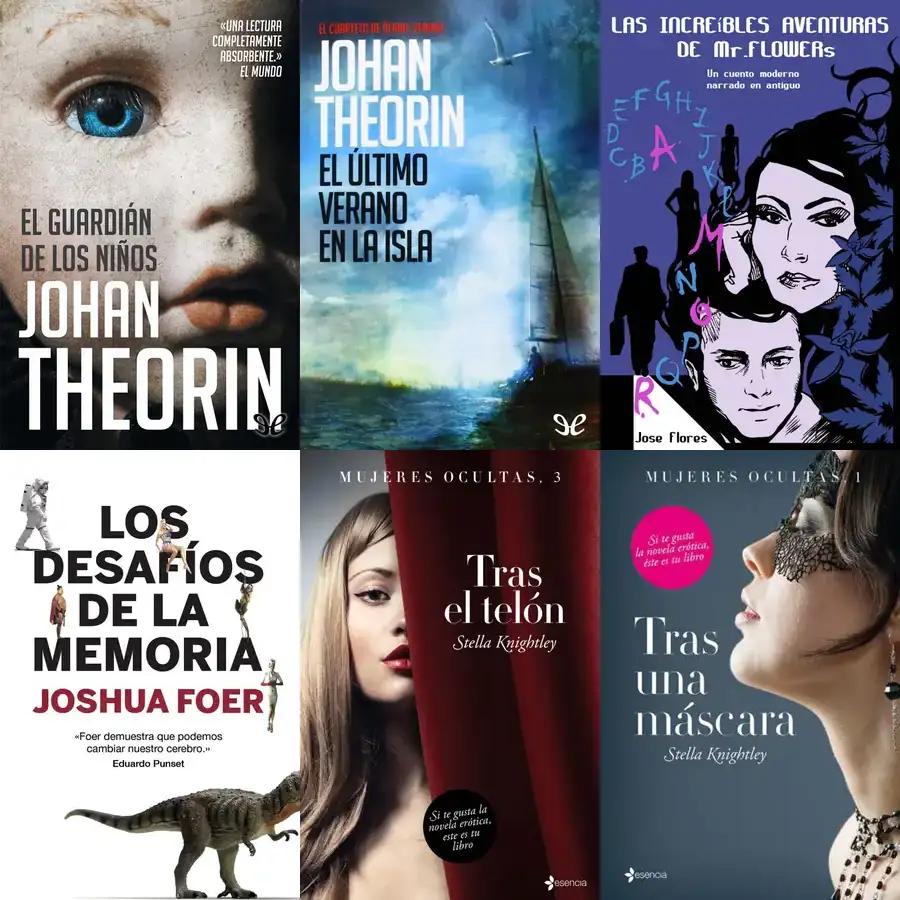 «UNA LECTURA
COMPLETAMENTE
ABSORBENTE.»
EL MUNDO
EL GUARDIÁN
DE LOS NIÑOS
JOHAN
THEORIN
JOHAN
THEORIN
EL ÚLTIMO
VERANO
EN LA ISLA
LAS INCREíBLES AVENTURAS
DE Mr.FLOWERs
Un cuento moderno
narrado en antiguo
A
B
C
D
E
F
G
H
I
J
K
L
M
N
O
P
Q
R
Jose flores
LOS
DESAFÍOS
DE LA
MEMORIA
JOSHUA FOER
«Foer demuestra que podemos
cambiar nuestro cerebro.»
Eduardo Punset
MUJERES OCULTAS, 3
Tras
el telón
Stella Knightley
Si te gusta la
novela erótica,
este es tu
libro
esencia
MUJERES OCULTAS, 1
Si te gusta
la novela erótica,
éste es tu libro
Tras
una
máscara
Stella Knightley
esencia